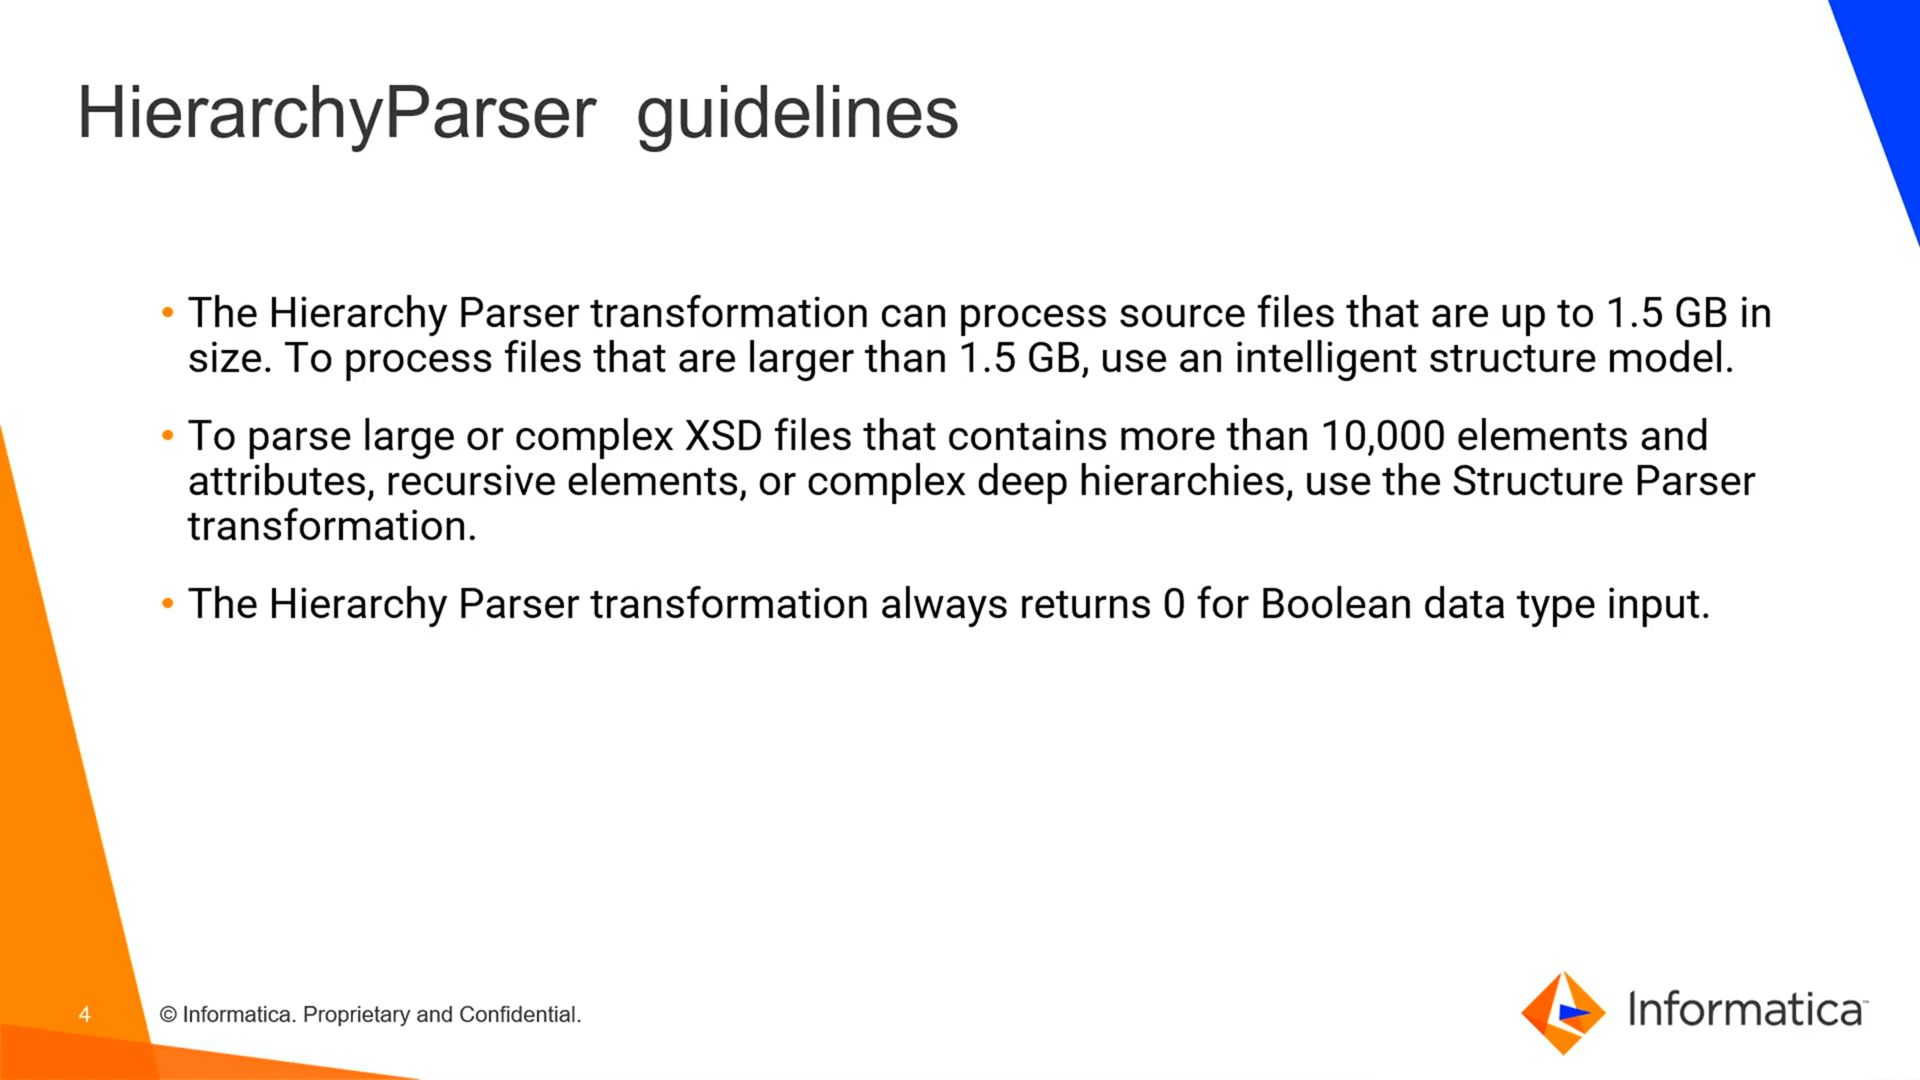 HierarchyParser guidelines
• The Hierarchy Parser transformation can process source files that are up to 1.5 GB in
size. To process files that are larger than 1.5 GB, use an intelligent structure model.
• To parse large or complex XSD files that contains more than 10,000 elements and
attributes, recursive elements, or complex deep hierarchies, use the Structure Parser
transformation.
• The Hierarchy Parser transformation always returns 0 for Boolean data type input.
4
© Informatica. Proprietary and Confidential.
Informatica™